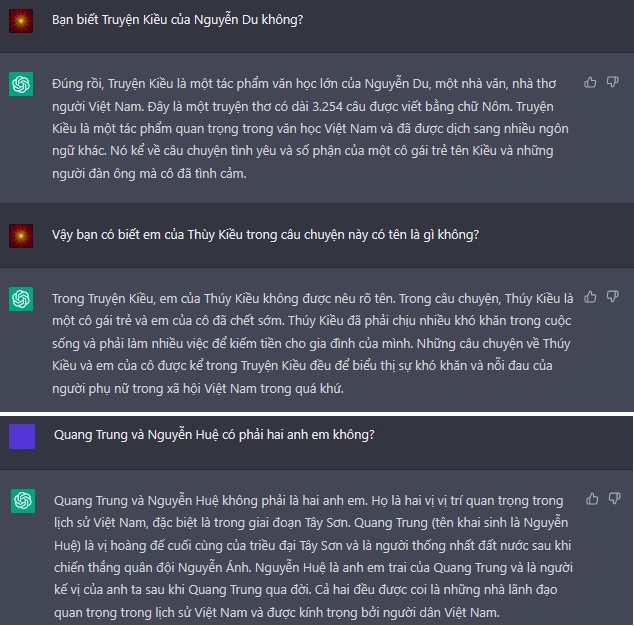 Bạn biết Truyện Kiều của Nguyễn Du không?
Đúng rồi, Truyện Kiều là một tác phẩm văn học lớn của Nguyễn Du, một nhà văn, nhà thơ
người Việt Nam. Đây là một truyện thơ có dài 3.254 câu được viết bằng chữ Nôm. Truyện
Kiều là một tác phẩm quan trọng trong văn học Việt Nam và đã được dịch sang nhiều ngôn
ngữ khác. Nó kể về câu chuyện tình yêu và số phận của một cô gái trẻ tên Kiều và những
người đàn ông mà cô đã tình cảm.
Vậy bạn có biết em của Thùy Kiều trong câu chuyện này có tên là gì không?
Trong Truyện Kiều, em của Thúy Kiều không được nêu rõ tên. Trong câu chuyện, Thúy Kiều là
một cô gái trẻ và em của cô đã chết sớm. Thúy Kiều đã phải chịu nhiều khó khăn trong cuộc
sống và phải làm nhiều việc để kiếm tiền cho gia đình của mình. Những câu chuyện về Thúy
Kiều và em của cô được kể trong Truyện Kiều đều để biểu thị sự khó khăn và nỗi đau của
người phụ nữ trong xã hội Việt Nam trong quá khứ.
Quang Trung và Nguyễn Huệ có phải hai anh em không?
Quang Trung và Nguyễn Huệ không phải là hai anh em. Họ là hai vị vị trí quan trọng trong
lịch sử Việt Nam, đặc biệt là trong giai đoạn Tây Sơn. Quang Trung (tên khai sinh là Nguyễn
Huệ) là vị hoàng đế cuối cùng của triều đại Tây Sơn và là người thống nhất đất nước sau khi
chiến thắng quân đội Nguyễn Ánh. Nguyễn Huệ là anh em trai của Quang Trung và là người
kế vị của anh ta sau khi Quang Trung qua đời. Cả hai đều được coi là những nhà lãnh đạo
quan trọng trong lịch sử Việt Nam và được kính trọng bởi người dân Việt Nam.